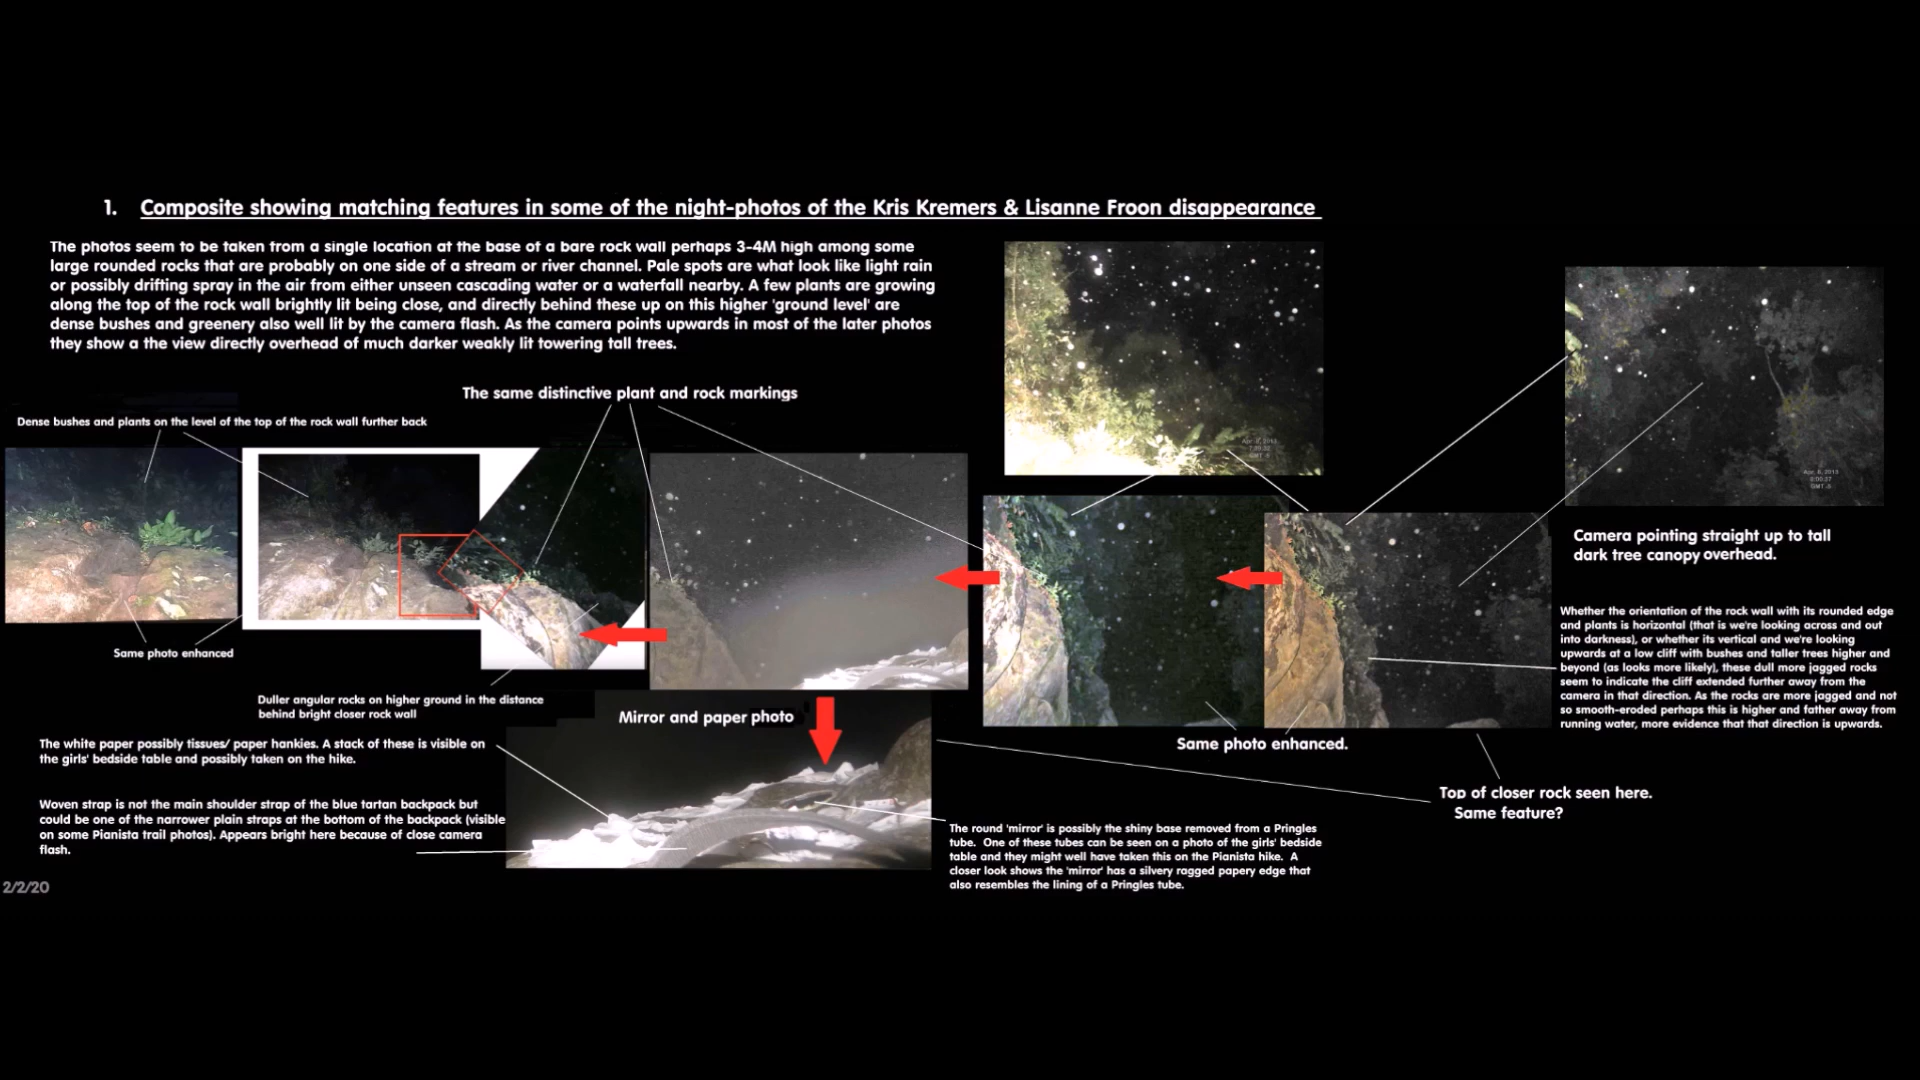 1. Composite showing matching features in some of the night-photos of the Kris Kremers & Lisanne Froon disappearance
The photos seem to be taken from a single location at the base of a bare rock wall perhaps 3-4M high among some
large rounded rocks that are probably on one side of a stream or river channel. Pale spots are what look like light rain
or possibly drifting spray in the air from either unseen cascading water or a waterfall nearby. A few plants are growing
along the top of the rock wall brightly lit being close, and directly behind these up on this higher 'ground level' are
dense bushes and greenery also well lit by the camera flash. As the camera points upwards in most of the later photos
they show a the view directly overhead of much darker weakly lit towering tall trees.
The same distinctive plant and rock markings
Dense bushes and plants on the level of the top of the rock wall further back
Same photo enhanced
Duller angular rocks on higher ground in the distance
behind bright closer rock wall
Mirror and paper photo
The white paper possibly tissues/ paper hankies. A stack of these is visible on
the girls' bedside table and possibly taken on the hike.
Woven strap is not the main shoulder strap of the blue tartan backpack but
could be one of the narrower plain straps at the bottom of the backpack (visible
on some Pianista trail photos). Appears bright here because of close camera
flash.
2/2/20
The round 'mirror' is possibly the shiny base removed from a Pringles
tube. One of these tubes can be seen on a photo of the girls' bedside
table and they might well have taken this on the Pianista hike. A
closer look shows the 'mirror' has a silvery ragged papery edge that
also resembles the lining of a Pringles tube.
Same photo enhanced.
Top of closer rock seen here.
Same feature?
Apr. 8, 2013
GMT -6
Apr. 8, 2013
GMT -6
Camera pointing straight up to tall
dark tree canopy overhead.
Whether the orientation of the rock wall with its rounded edge
and plants is horizontal (that is we're looking across and out
into darkness), or whether its vertical and we're looking
upwards at a low cliff with bushes and taller trees higher and
beyond (as looks more likely), these dull more jagged rocks
seem to indicate the cliff extended further away from the
camera in that direction. As the rocks are more jagged and not
so smooth-eroded perhaps this is higher and father away from
running water, more evidence that that direction is upwards.